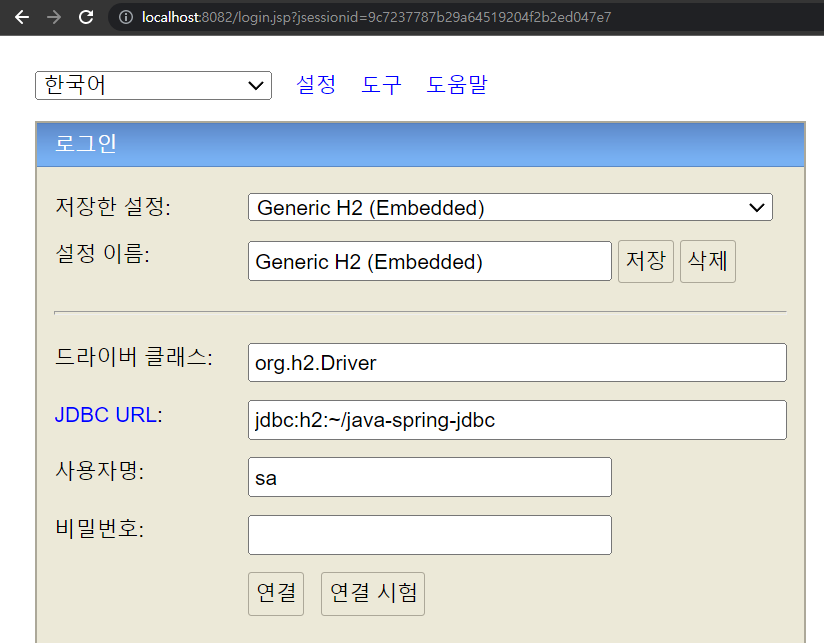 localhost:8082/login.jsp?jsessionid=9c7237787b29a64519204f2b2ed047e7
한국어 설정 도구 도움말
로그인
저장한 설정: Generic H2 (Embedded)
설정 이름: Generic H2 (Embedded) 저장 삭제
드라이버 클래스: org.h2.Driver
JDBC URL: jdbc:h2:~/java-spring-jdbc
사용자명: sa
비밀번호:
연결 연결 시험